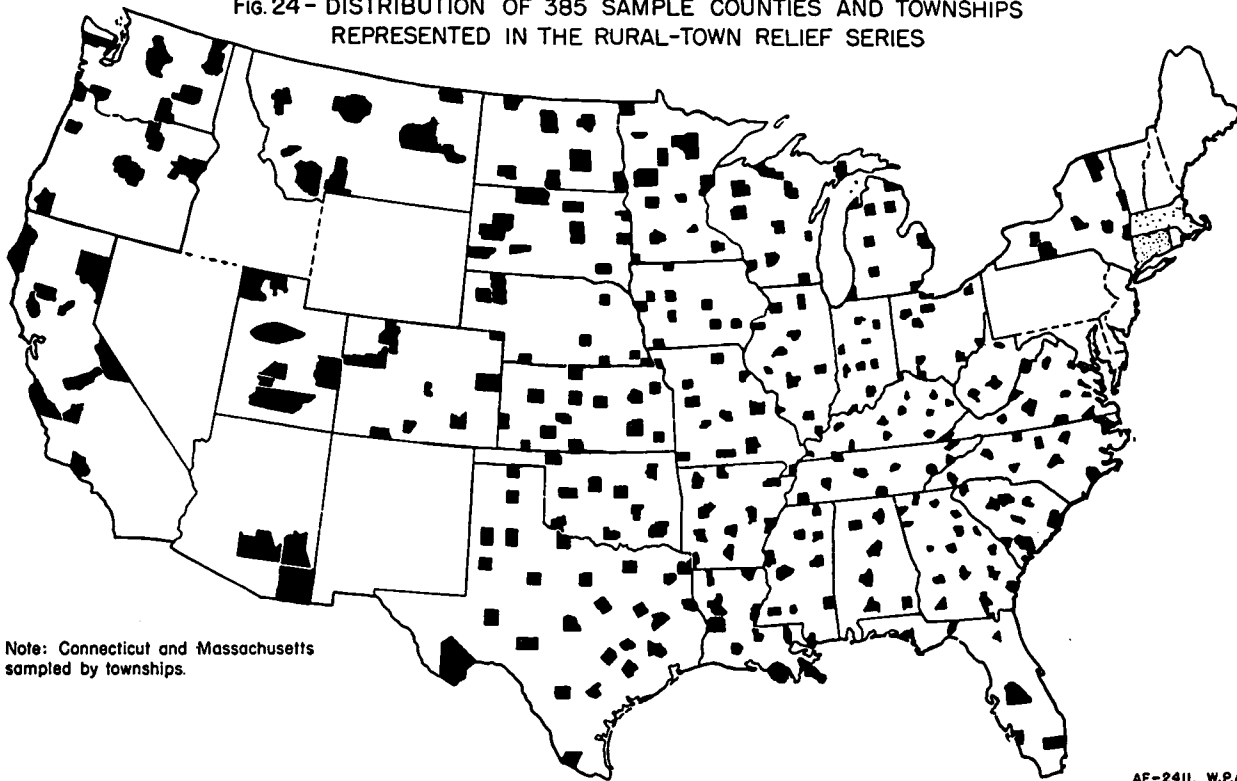 FIG. 24 - DISTRIBUTION OF 385 SAMPLE COUNTIES AND TOWNSHIPS
REPRESENTED IN THE RURAL-TOWN RELIEF SERIES
Note: Connecticut and Massachusetts
sampled by townships.
AF-2411, W.P.A.